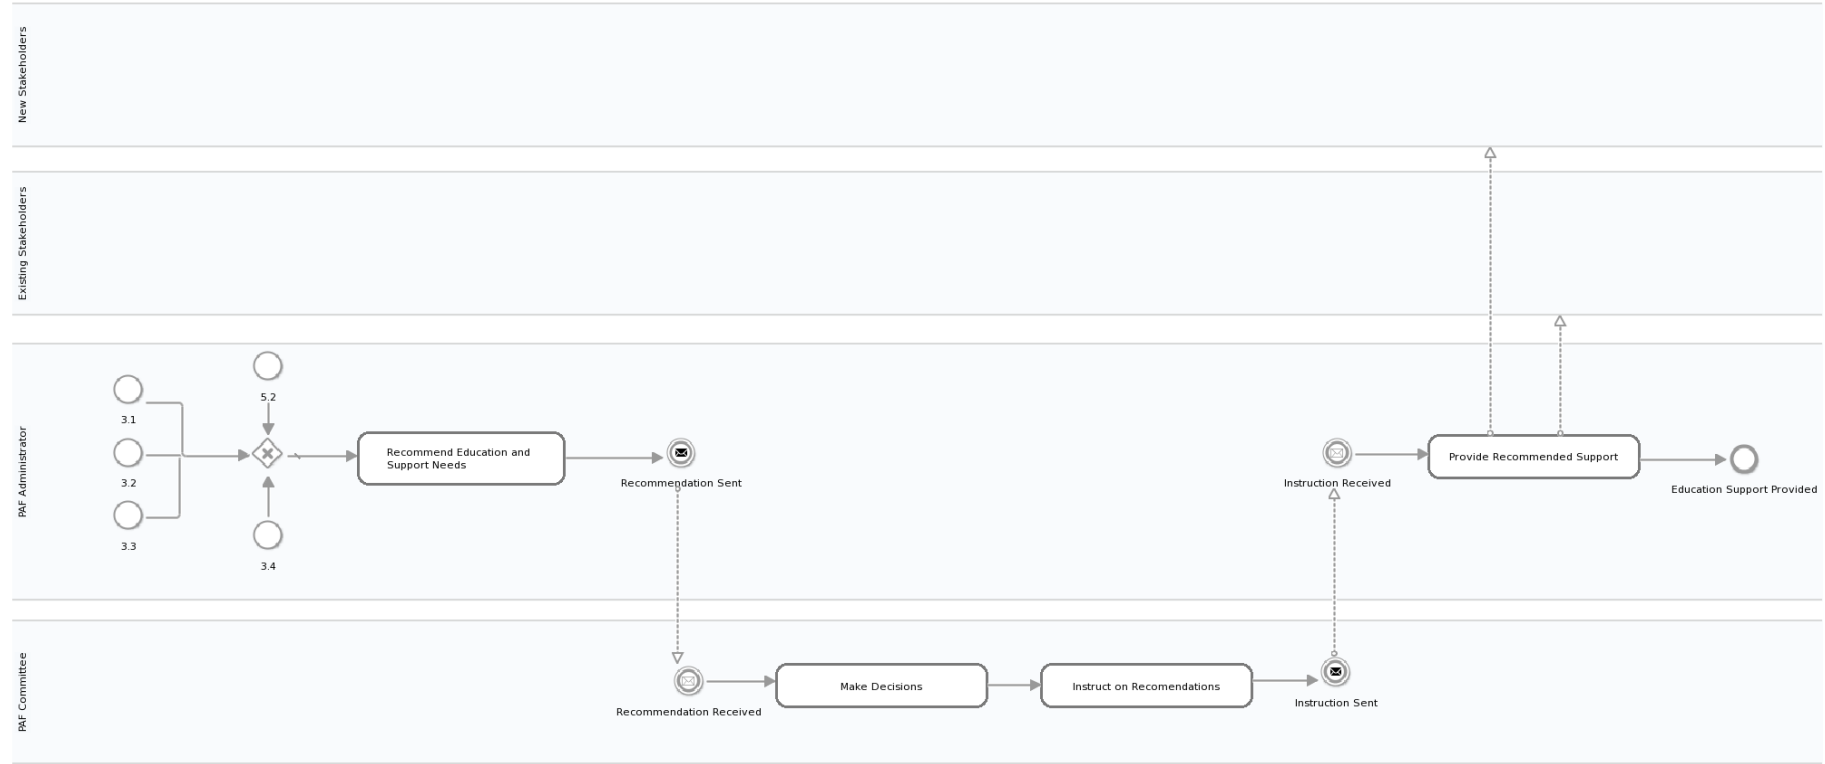 New Stakeholders
Existing Stakeholders
PAF Administrator
5.2
3.1
3.2
3.3
3.4
Recommend Education and
Support Needs
Recommendation Sent
Instruction Received
Provide Recommended Support
Education Support Provided
PAF Committee
Recommendation Received
Make Decisions
Instruct on Recomendations
Instruction Sent